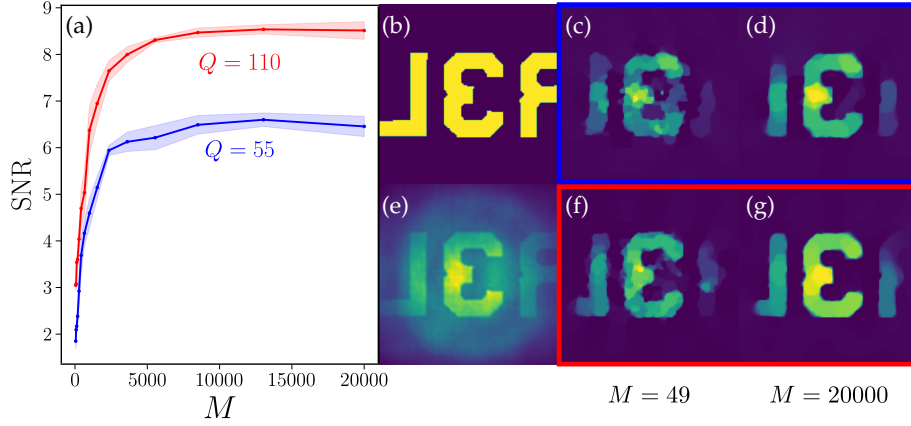 (a)
9
8
7
6
5
4
3
2
SNR
Q = 110
Q = 55
0 5000 10000 15000 20000
M
(b)
(c)
(d)
(e)
(f)
(g)
M = 49
M = 20000